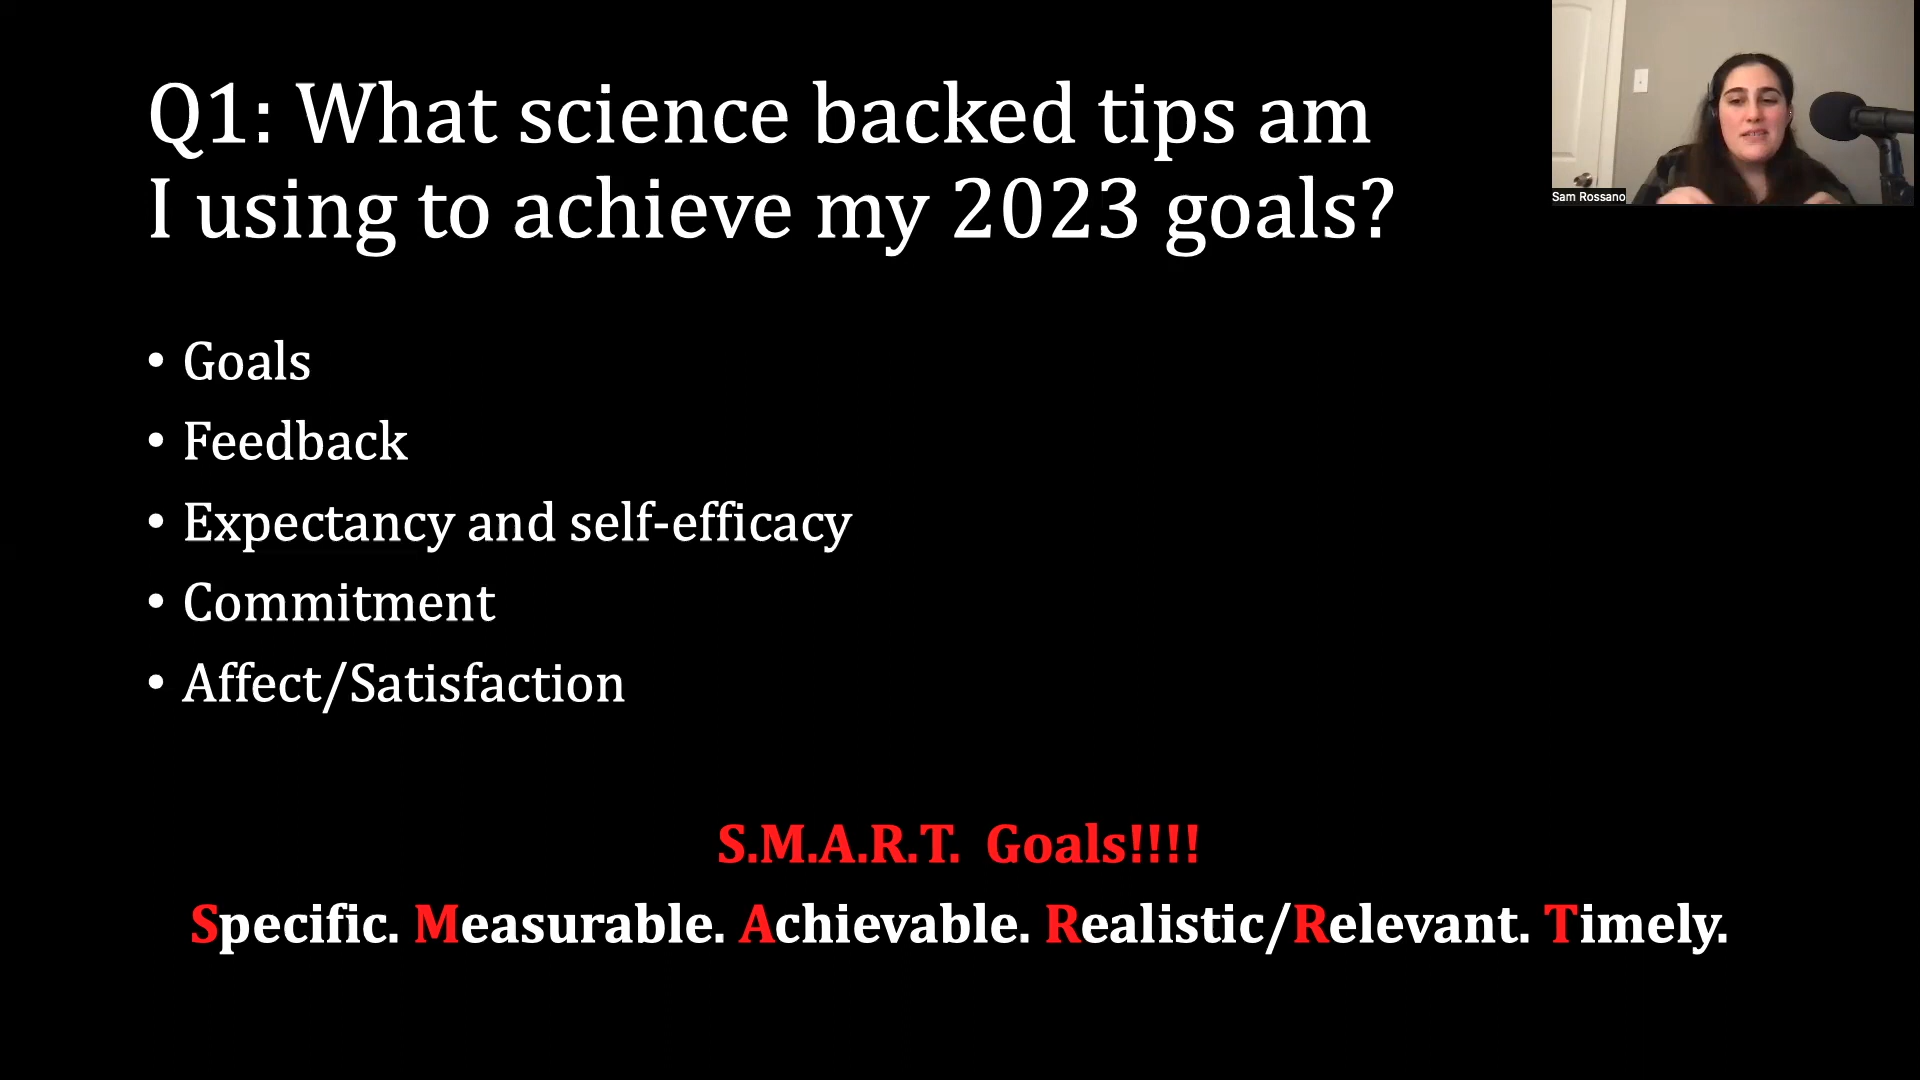 Q1: What science backed tips am
I using to achieve my 2023 goals?
Sam Rossano
• Goals
• Feedback
• Expectancy and self-efficacy
• Commitment
• Affect/Satisfaction
S.M.A.R.T. Goals!!!!
Specific. Measurable. Achievable. Realistic/Relevant. Timely.